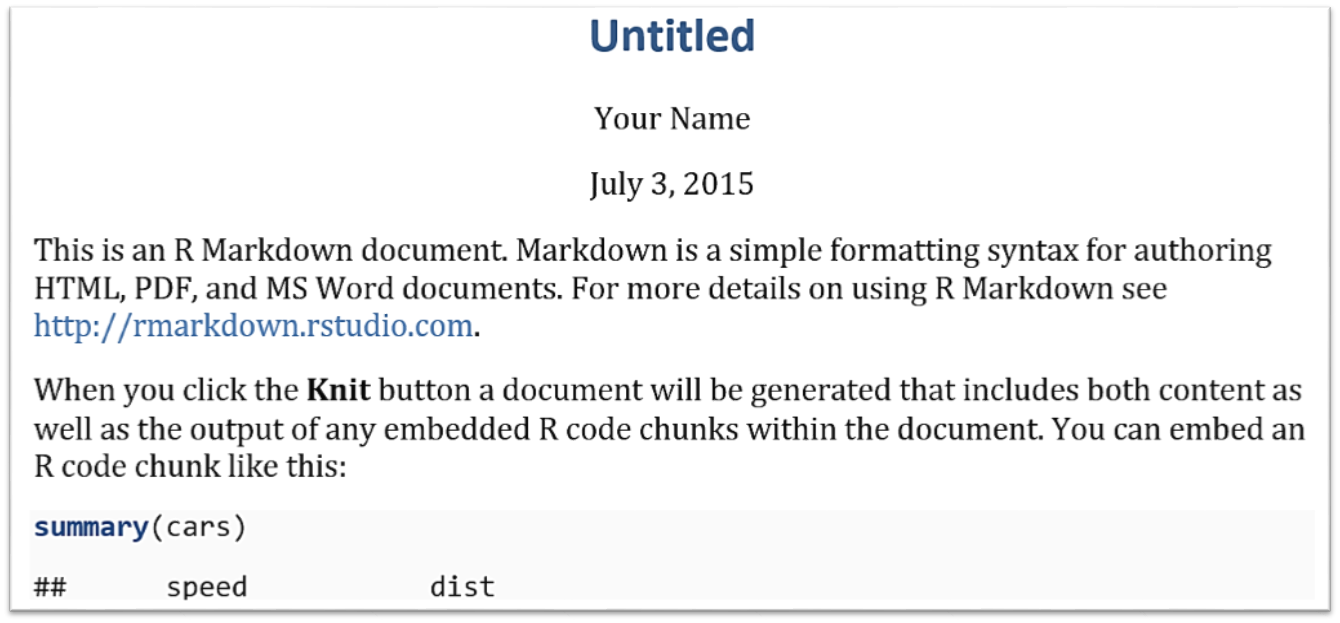 Untitled
Your Name
July 3, 2015
This is an R Markdown document. Markdown is a simple formatting syntax for authoring
HTML, PDF, and MS Word documents. For more details on using R Markdown see
http://rmarkdown.rstudio.com.
When you click the Knit button a document will be generated that includes both content as
well as the output of any embedded R code chunks within the document. You can embed an
R code chunk like this:
summary(cars)
## speed dist